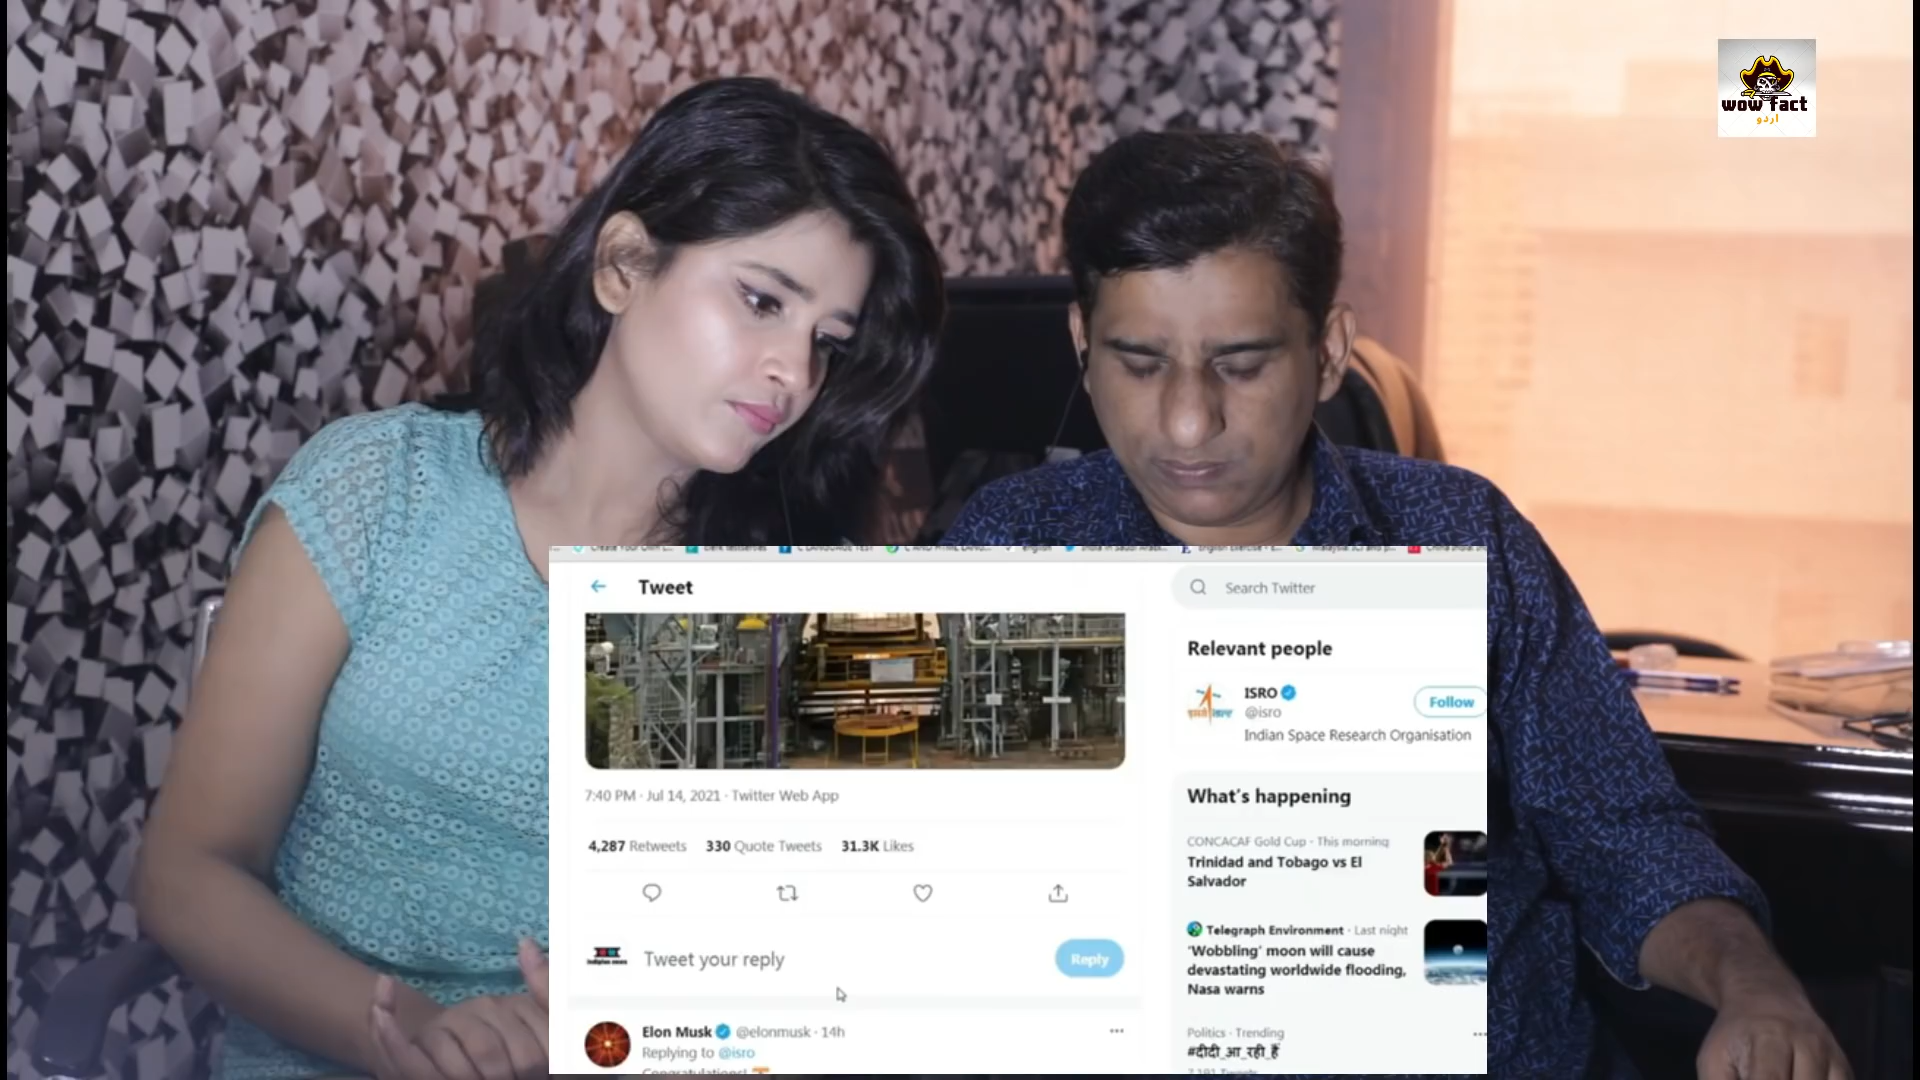 wow fact
اردو
Tweet
Search Twitter
Relevant people
ISRO
@isro
Follow
Indian Space Research Organisation
7:40 PM · Jul 14, 2021 · Twitter Web App
What's happening
4,287 Retweets 330 Quote Tweets 31.3K Likes
CONCACAF Gold Cup · This morning
Trinidad and Tobago vs El
Salvador
Telegraph Environment · Last night
'Wobbling' moon will cause
devastating worldwide flooding,
Nasa warns
Tweet your reply
Reply
Elon Musk @elonmusk · 14h
Replying to @isro
Congratulations!
Politics · Trending
#दीदी_आ_रही_है